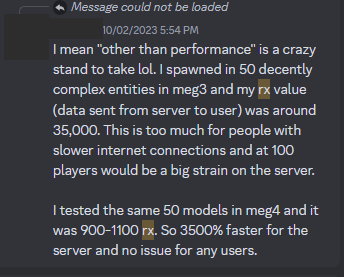 Message could not be loaded
10/02/2023 5:54 PM
I mean "other than performance" is a crazy
stand to take lol. I spawned in 50 decently
complex entities in meg3 and my rx value
(data sent from server to user) was around
35,000. This is too much for people with
slower internet connections and at 100
players would be a big strain on the server.
I tested the same 50 models in meg4 and it
was 900-1100 rx. So 3500% faster for the
server and no issue for any users.